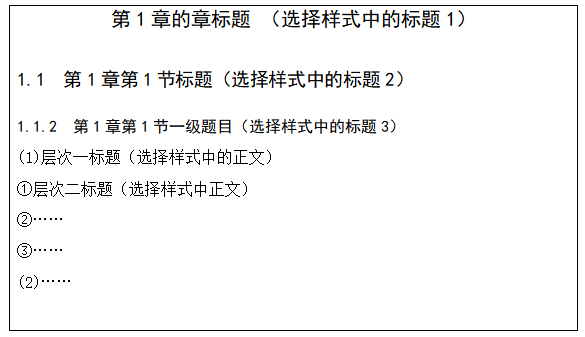 第1章的章标题 （选择样式中的标题1）
1.1 第1章第1节标题（选择样式中的标题2）
1.1.2 第1章第1节一级题目（选择样式中的标题3）
(1)层次一标题（选择样式中的正文）
①层次二标题（选择样式中正文）
②……
③……
(2)……